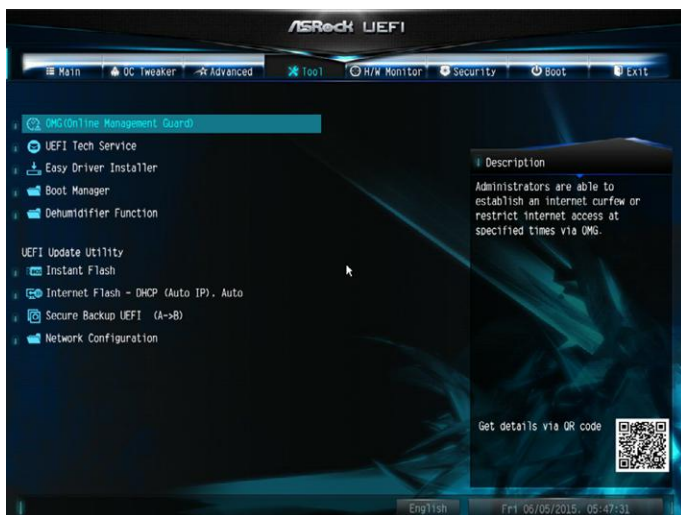 ASRock UEFI
Main OC Tweaker Advanced Tool H/W Monitor Security Boot Exit
OMG(Online Management Guard)
UEFI Tech Service
Easy Driver Installer
Boot Manager
Dehumidifier Function
UEFI Update Utility
Instant Flash
Internet Flash - DHCP (Auto IP), Auto
Secure Backup UEFI (A->B)
Network Configuration
Description
Administrators are able to
establish an internet curfew or
restrict internet access at
specified times via OMG.
Get details via QR code
English
Fri 06/05/2015, 05:47:31